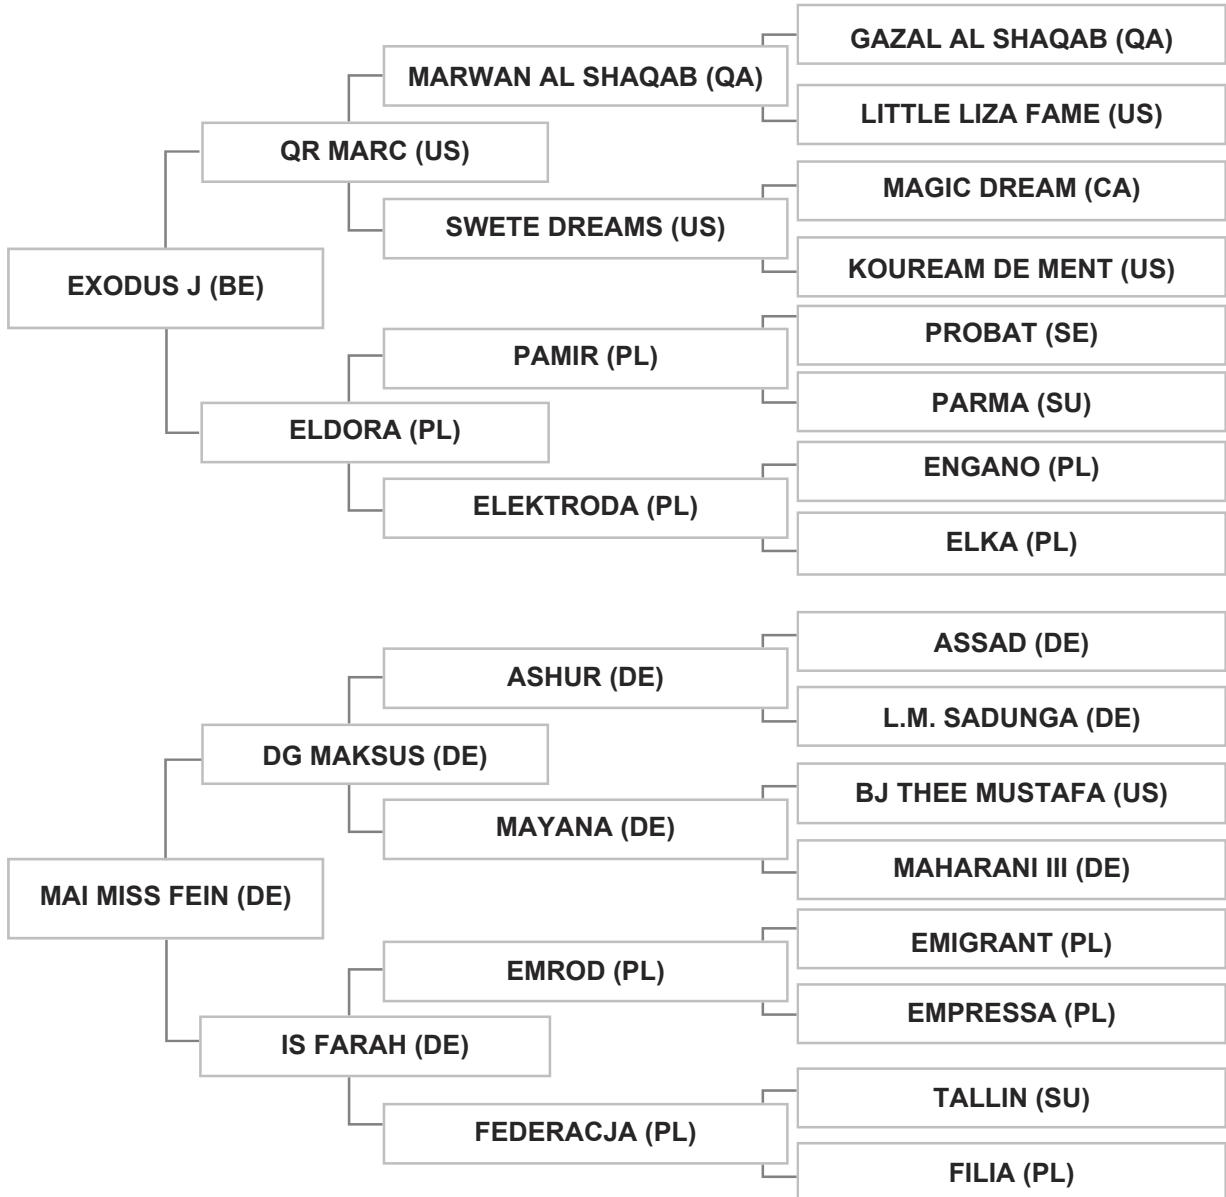 GAZAL AL SHAQAB (QA)
MARWAN AL SHAQAB (QA)
LITTLE LIZA FAME (US)
QR MARC (US)
MAGIC DREAM (CA)
SWETE DREAMS (US)
KOUREAM DE MENT (US)
EXODUS J (BE)
PROBAT (SE)
PAMIR (PL)
PARMA (SU)
ELDORA (PL)
ENGANO (PL)
ELEKTRODA (PL)
ELKA (PL)
ASSAD (DE)
ASHUR (DE)
L.M. SADUNGA (DE)
DG MAKSUS (DE)
BJ THEE MUSTAFA (US)
MAYANA (DE)
MAHARANI III (DE)
MAI MISS FEIN (DE)
EMIGRANT (PL)
EMROD (PL)
EMPRESSA (PL)
IS FARAH (DE)
TALLIN (SU)
FEDERACJA (PL)
FILIA (PL)